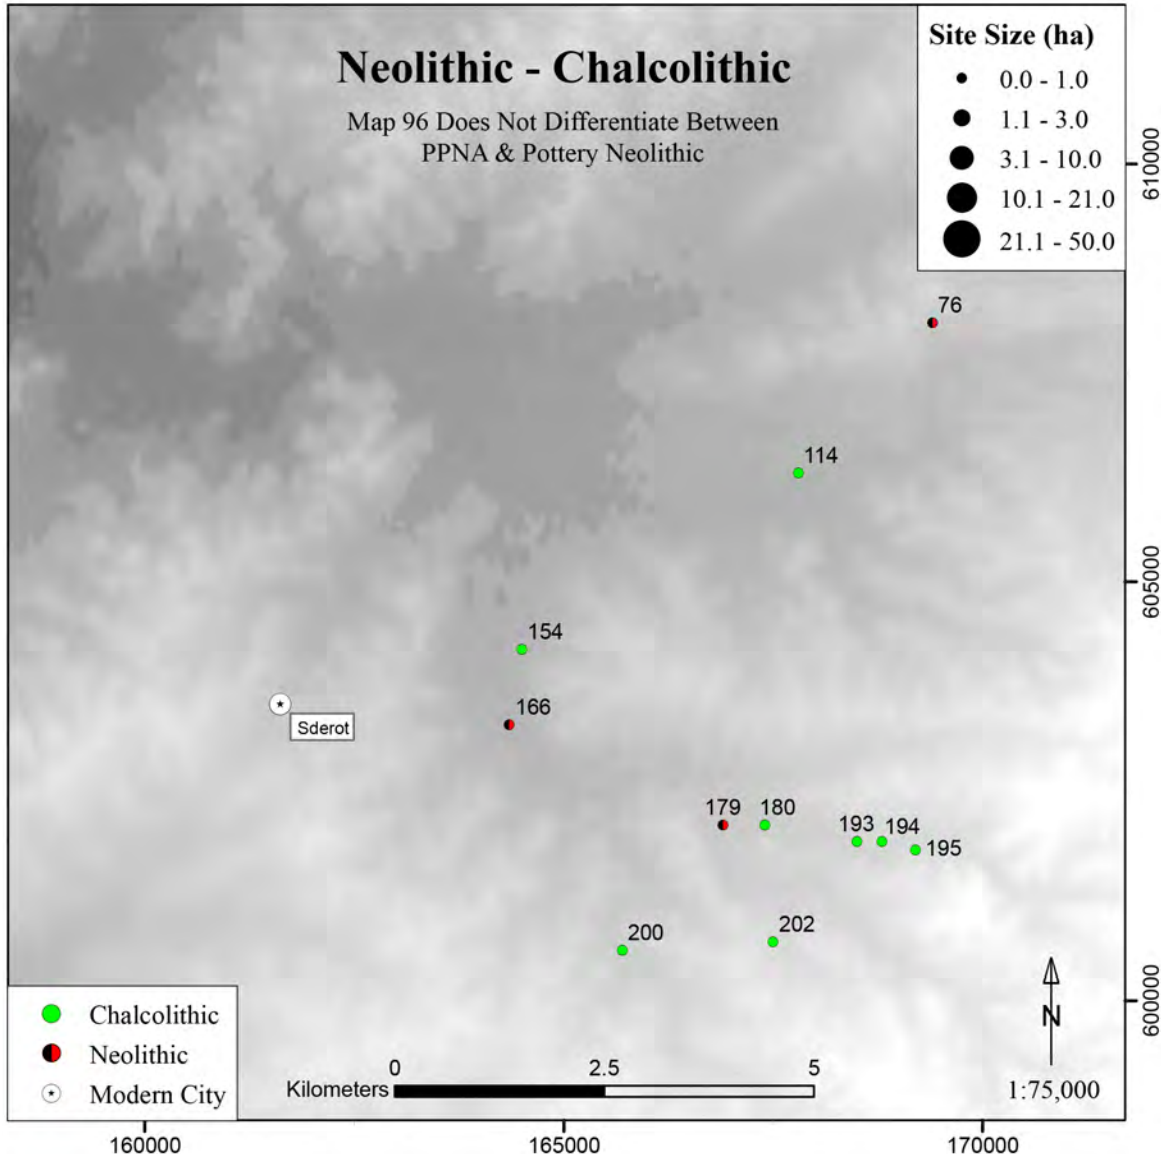 Neolithic - Chalcolithic
Map 96 Does Not Differentiate Between
PPNA & Pottery Neolithic
Site Size (ha)
0.0 - 1.0
1.1 - 3.0
3.1 - 10.0
10.1 - 21.0
21.1 - 50.0
610000
76
114
605000
154
166
Sderot
179
180
193
194
195
200
202
600000
Chalcolithic
Neolithic
Modern City
0
2.5
5
Kilometers
N
1:75,000
160000
165000
170000